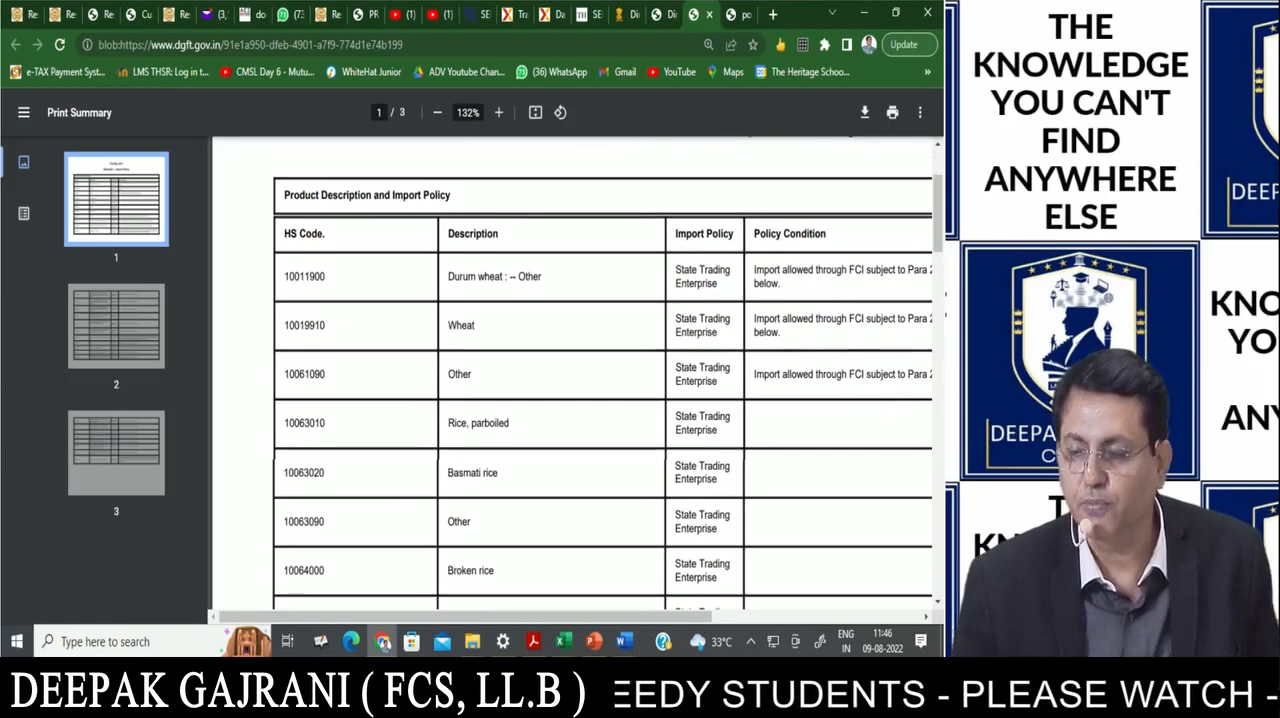 Update
blob:https://www.dgft.gov.in/91e1a950-dfeb-4901-a7f9-774d1e74b199
e-TAX Payment Syst...
LMS THSR: Log in t...
CMSL Day 6 - Mutu...
WhiteHat Junior
ADV Youtube Chan...
(36) WhatsApp
Gmail
YouTube
Maps
The Heritage Schoo...
Print Summary
1 / 3
132%
1
2
3
Product Description and Import Policy
HS Code. Description Import Policy Policy Condition
10011900 Durum wheat : -- Other State Trading Enterprise Import allowed through FCI subject to Para 2 below.
10019910 Wheat State Trading Enterprise Import allowed through FCI subject to Para 2 below.
10061090 Other State Trading Enterprise Import allowed through FCI subject to Para 2
10063010 Rice, parboiled State Trading Enterprise
10063020 Basmati rice State Trading Enterprise
10063090 Other State Trading Enterprise
10064000 Broken rice State Trading Enterprise
Type here to search
33°C
ENG
IN
11:46
09-08-2022
THE
KNOWLEDGE
YOU CAN'T
FIND
ANYWHERE
ELSE
DEEPA
DEEP
KNO
YO
ANY
DEEPAK GAJRANI ( FCS, LL.B )
EEDY STUDENTS - PLEASE WATCH -